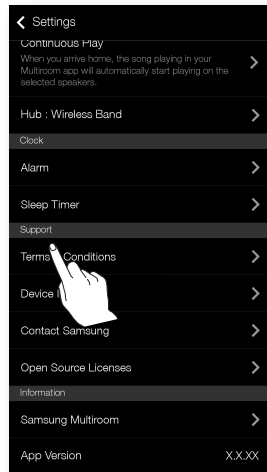 Settings
Continuous Play
When you arrive home, the song playing in your
Multiroom app will automatically start playing on the
selected speakers.
Hub : Wireless Band
Clock
Alarm
Sleep Timer
Support
Terms Conditions
Device
Contact Samsung
Open Source Licenses
Information
Samsung Multiroom
App Version X.X.XX